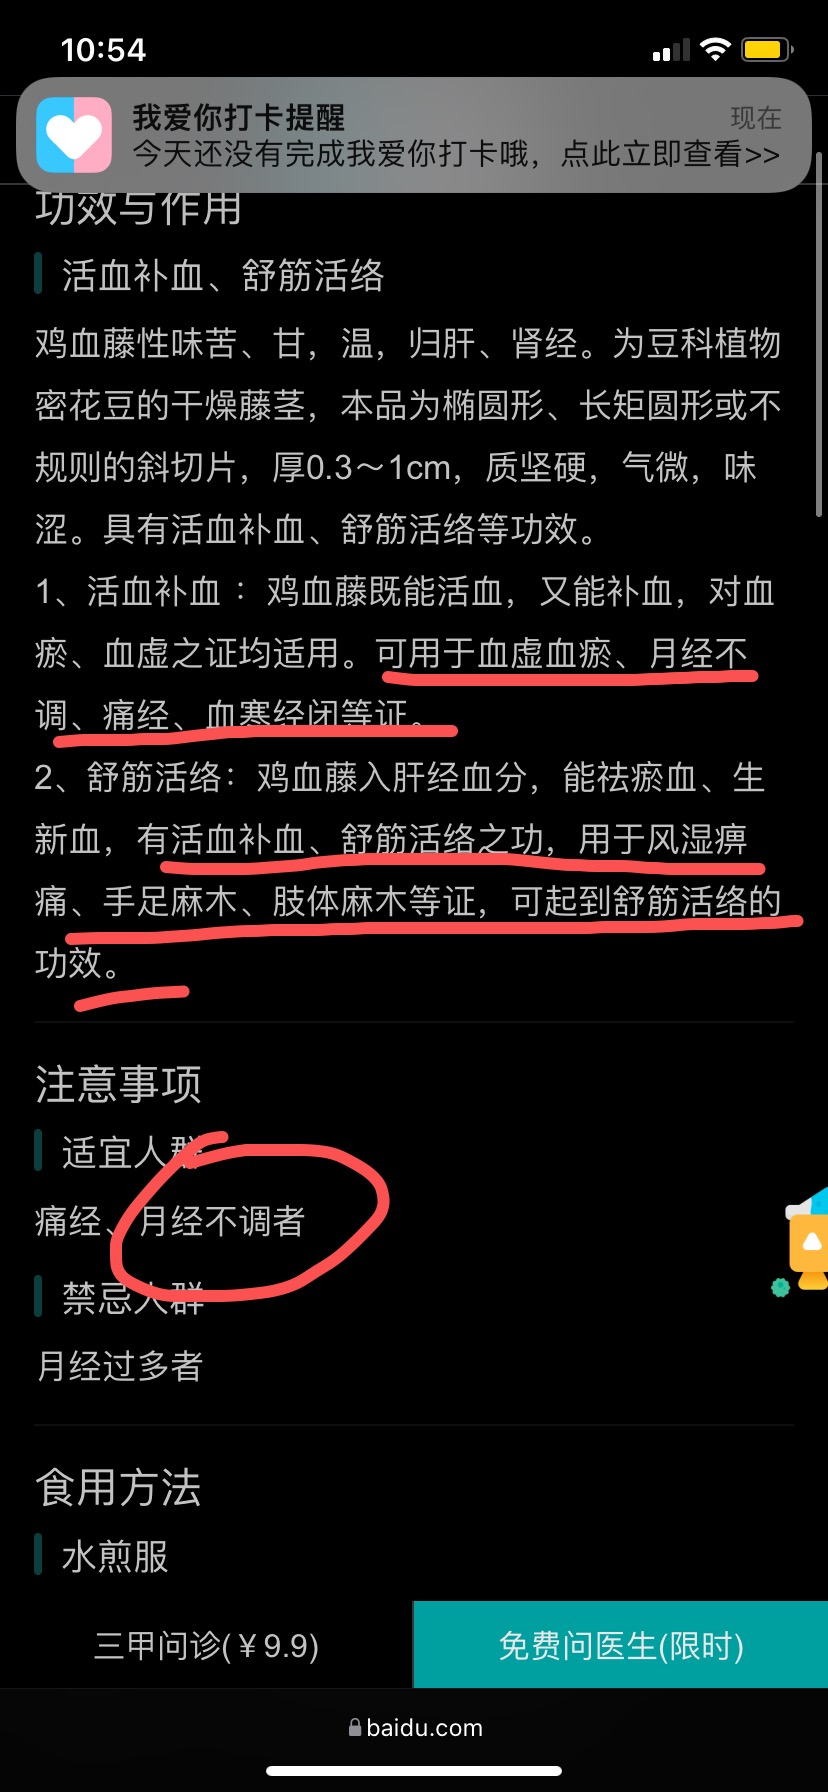 10:54
我爱你打卡提醒 现在
今天还没有完成我爱你打卡哦，点此立即查看>>
功效与作用
活血补血、舒筋活络
鸡血藤性味苦、甘，温，归肝、肾经。为豆科植物
密花豆的干燥藤茎，本品为椭圆形、长矩圆形或不
规则的斜切片，厚0.3～1cm，质坚硬，气微，味
涩。具有活血补血、舒筋活络等功效。
1、活血补血：鸡血藤既能活血，又能补血，对血
瘀、血虚之证均适用。可用于血虚血瘀、月经不
调、痛经、血寒经闭等证。
2、舒筋活络：鸡血藤入肝经血分，能祛瘀血、生
新血，有活血补血、舒筋活络之功，用于风湿痹
痛、手足麻木、肢体麻木等证，可起到舒筋活络的
功效。
注意事项
适宜人群
痛经、月经不调者
禁忌人群
月经过多者
食用方法
水煎服
三甲问诊(￥9.9) 免费问医生(限时)
baidu.com